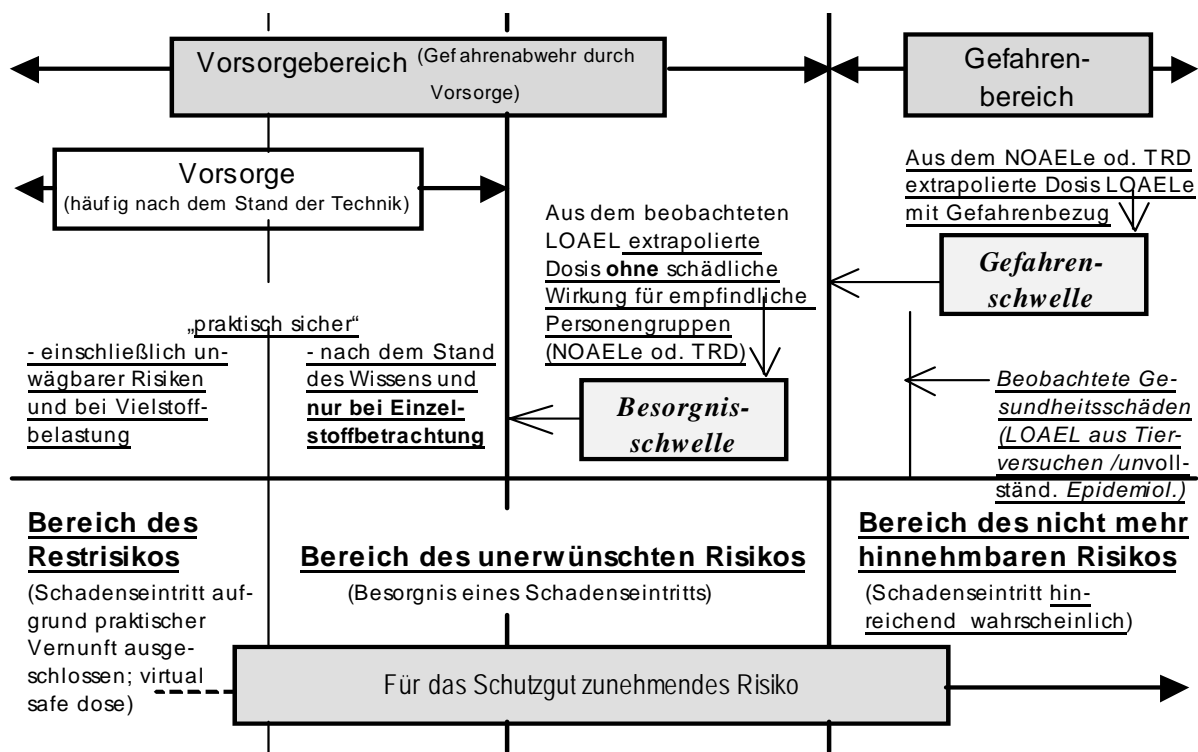 Vorsorgebereich (Gefahrenabwehr durch
Vorsorge)
Gefahren-
bereich
Vorsorge
(häufig nach dem Stand der Technik)
Aus dem NOAELe od. TRD
extrapolierte Dosis LOAELe
mit Gefahrenbezug
Aus dem beobachteten
LOAEL extrapolierte
Dosis ohne schädliche
Wirkung für empfindliche
Personengruppen
(NOAELe od. TRD)
Gefahren-
schwelle
„praktisch sicher“
- einschließlich un-
wägbarer Risiken
und bei Vielstoff-
belastung
- nach dem Stand
des Wissens und
nur bei Einzel-
stoffbetrachtung
Besorgnis-
schwelle
Beobachtete Ge-
sundheitsschäden
(LOAEL aus Tier-
versuchen /unvoll-
ständ. Epidemiol.)
Bereich des
Restrisikos
(Schadenseintritt auf-
grund praktischer
Vernunft ausge-
schlossen; virtual
safe dose)
Bereich des unerwünschten Risikos
(Besorgnis eines Schadenseintritts)
Bereich des nicht mehr
hinnehmbaren Risikos
(Schadenseintritt hin-
reichend wahrscheinlich)
Für das Schutzgut zunehmendes Risiko